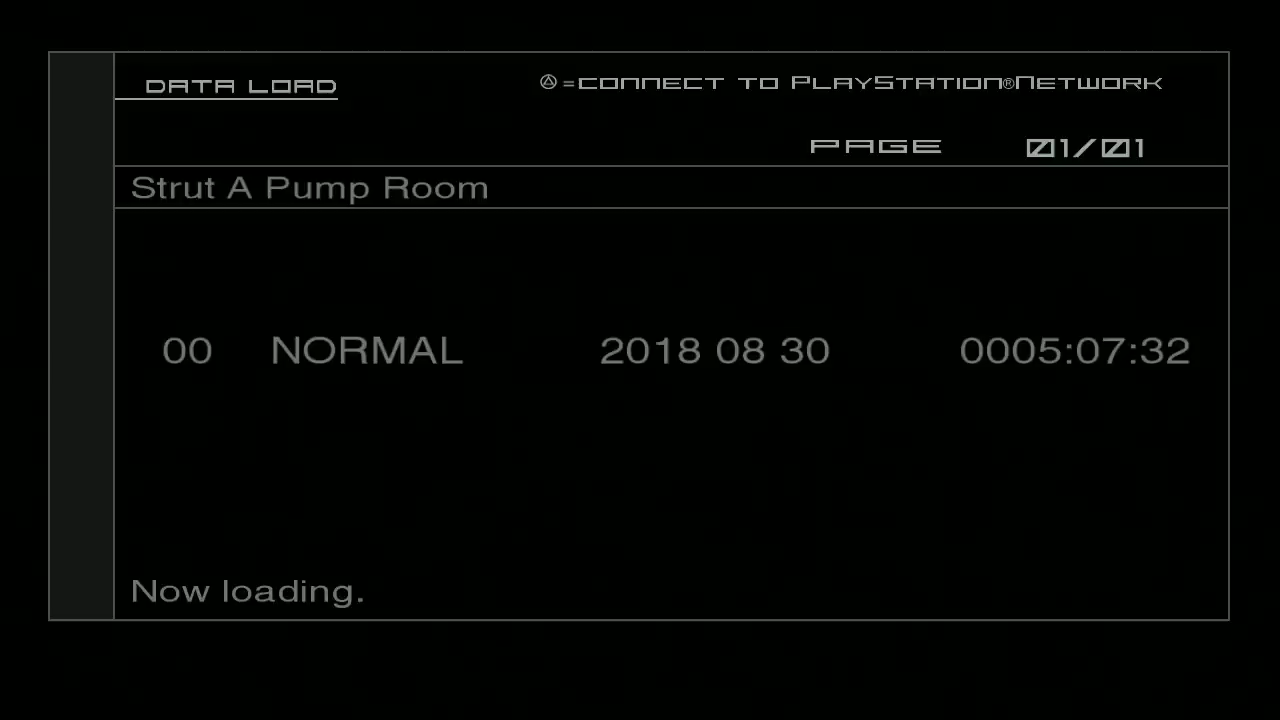 DATA LOAD
Ⓐ=CONNECT TO PLAYSTATION®NETWORK
PAGE 01/01
Strut A Pump Room
00 NORMAL 2018 08 30 0005:07:32
Now loading.